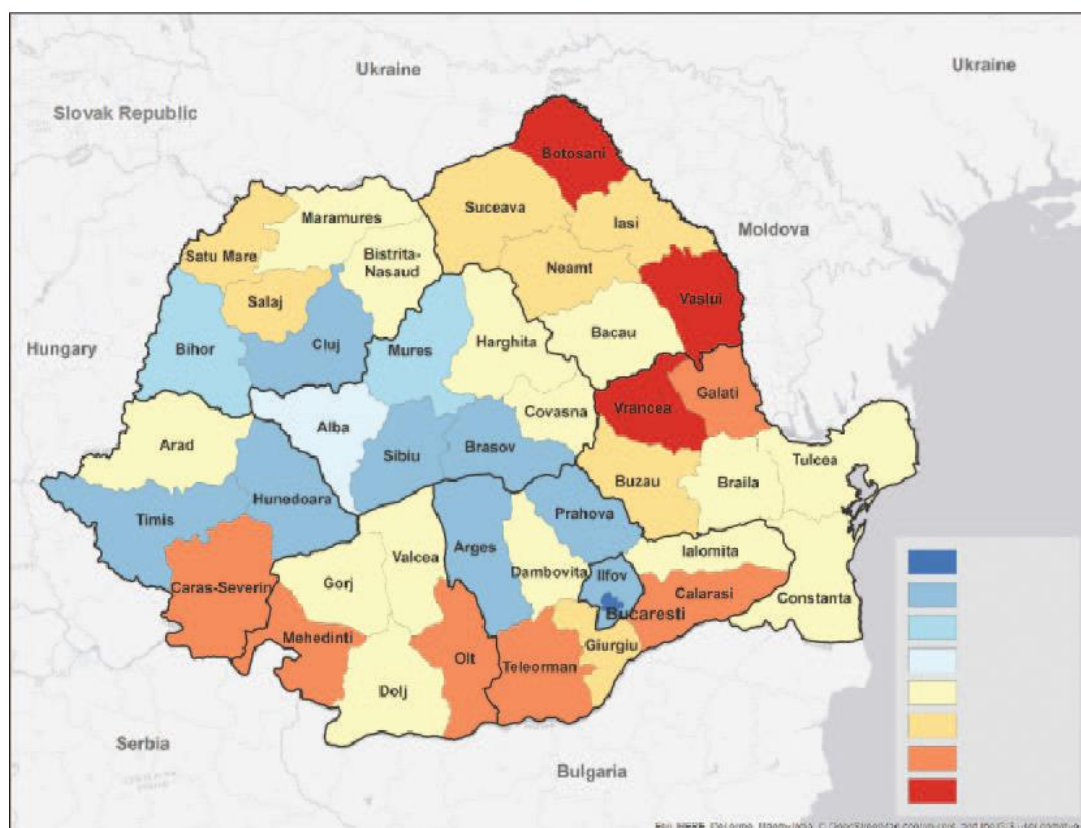 Ukraine
Ukraine
Slovak Republic
Botosani
Suceava
Maramures
Iasi
Moldova
Satu Mare
Bistrita-
Nasaud
Neamt
Salaj
Vaslui
Bacau
Hungary
Bihor
Cluj
Mures
Harghita
Galati
Vrancea
Covasna
Alba
Arad
Sibiu
Brasov
Tulcea
Buzau
Braila
Hunedoara
Timis
Prahova
Valcea
Arges
Ialomita
Caras-Severin
Gorj
Dambovita
Ilfov
Calarasi
Constanta
Bucaresti
Mehedinti
Olt
Teleorman
Giurgiu
Dolj
Serbia
Bulgaria